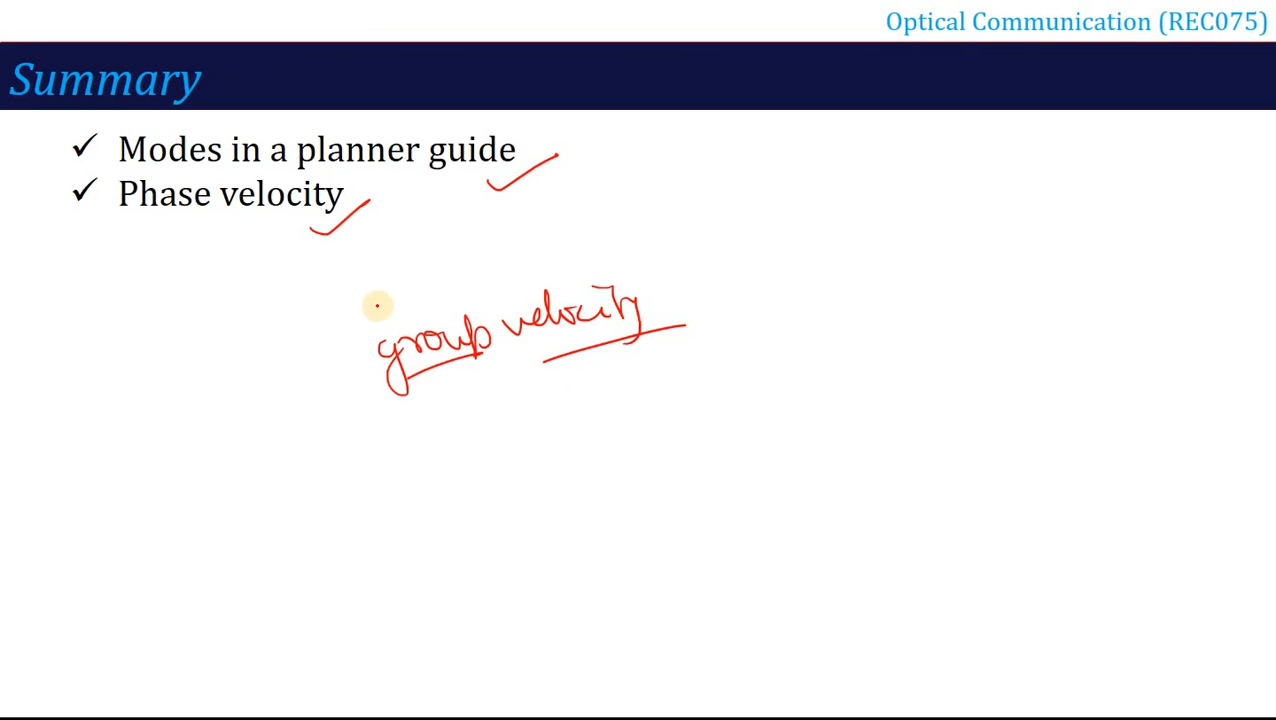 Optical Communication (REC075)
Summary
✓ Modes in a planner guide
✓ Phase velocity
group velocity